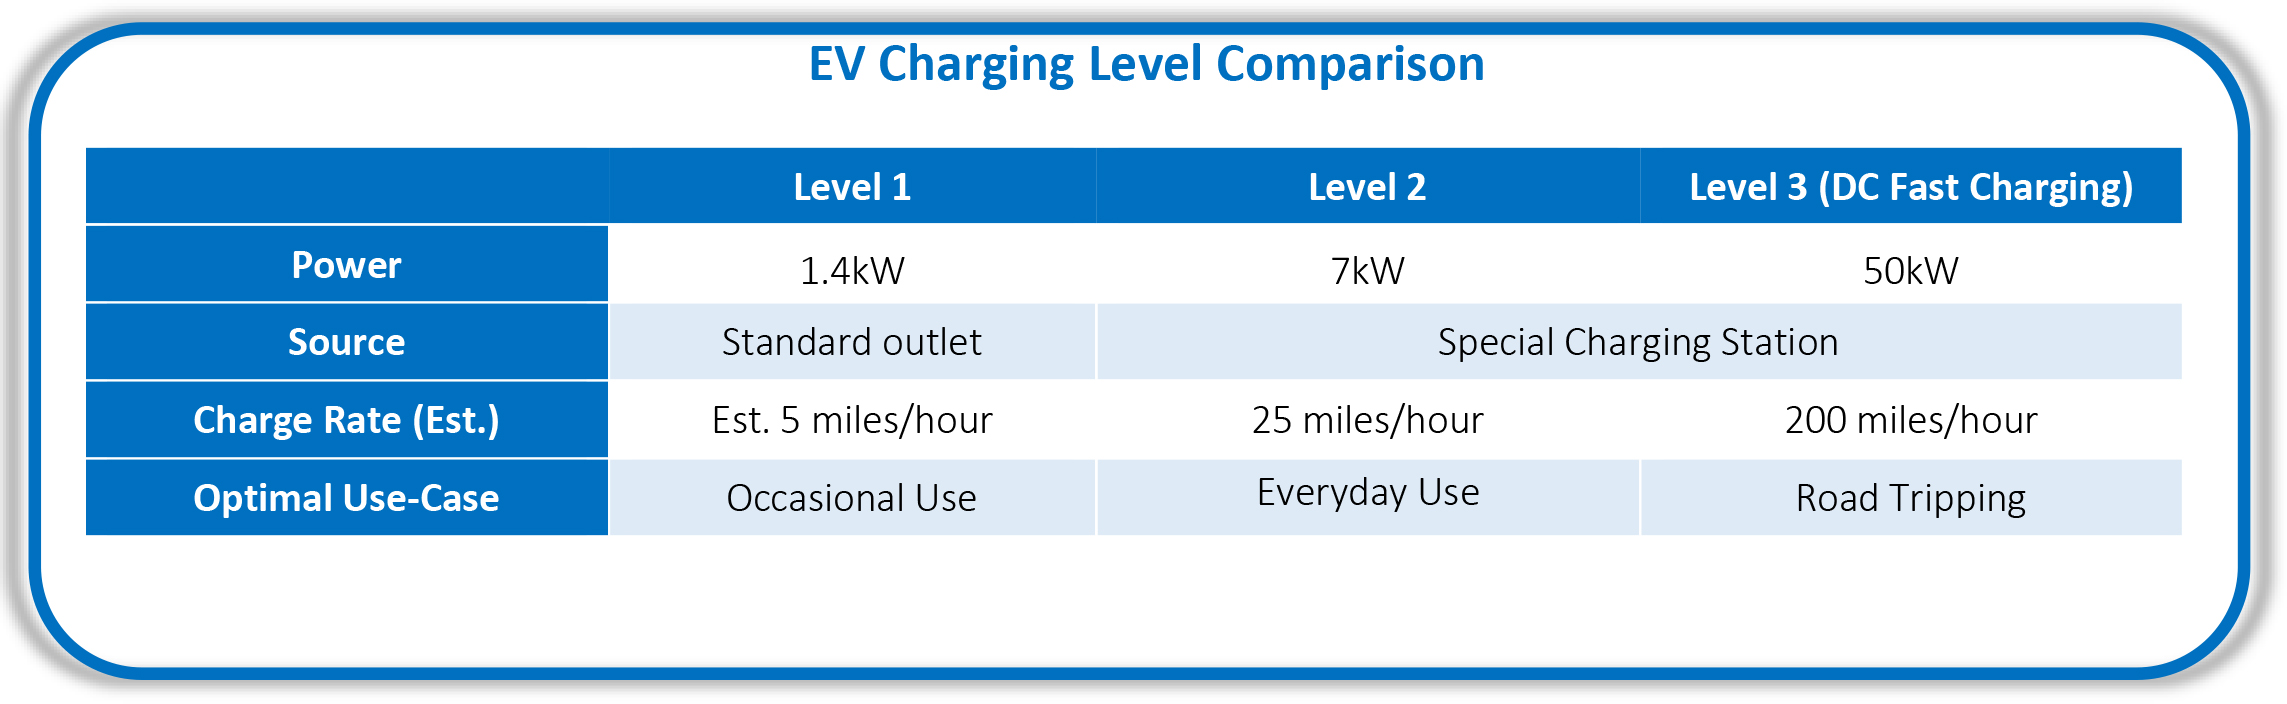 EV Charging Level Comparison
Level 1 Level 2 Level 3 (DC Fast Charging)
Power 1.4kW 7kW 50kW
Source Standard outlet Special Charging Station
Charge Rate (Est.) Est. 5 miles/hour 25 miles/hour 200 miles/hour
Optimal Use-Case Occasional Use Everyday Use Road Tripping